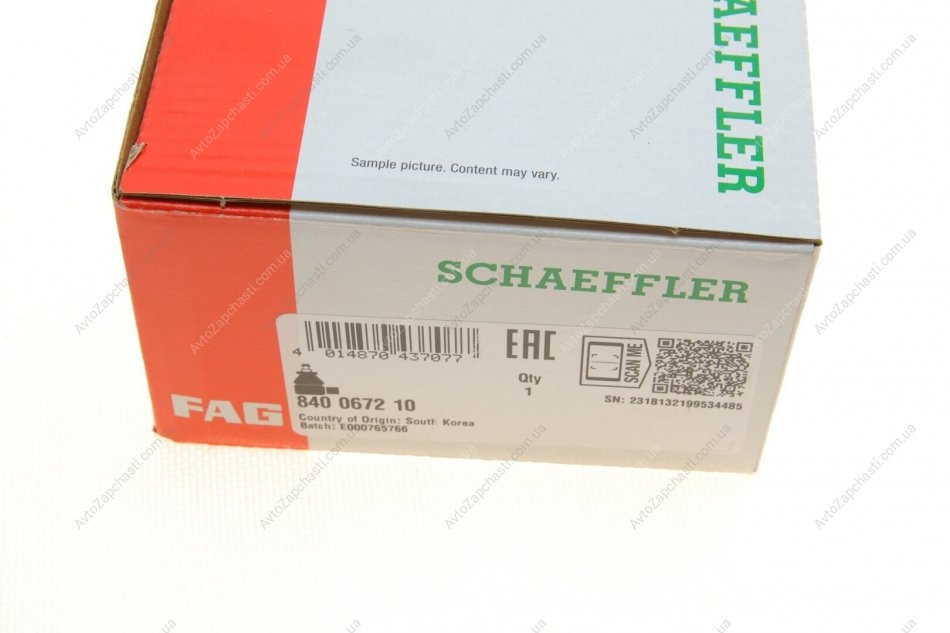 AEFFLER
Sample picture. Content may vary.
SCHAEFFLER
4 014870 437077
EAC
Qty
1
SCAN ME
SN: 2318132199534485
840 0672 10
Country of Origin: South Korea
Batch: E000765766
FAG
AvtoZapchasti.com.ua